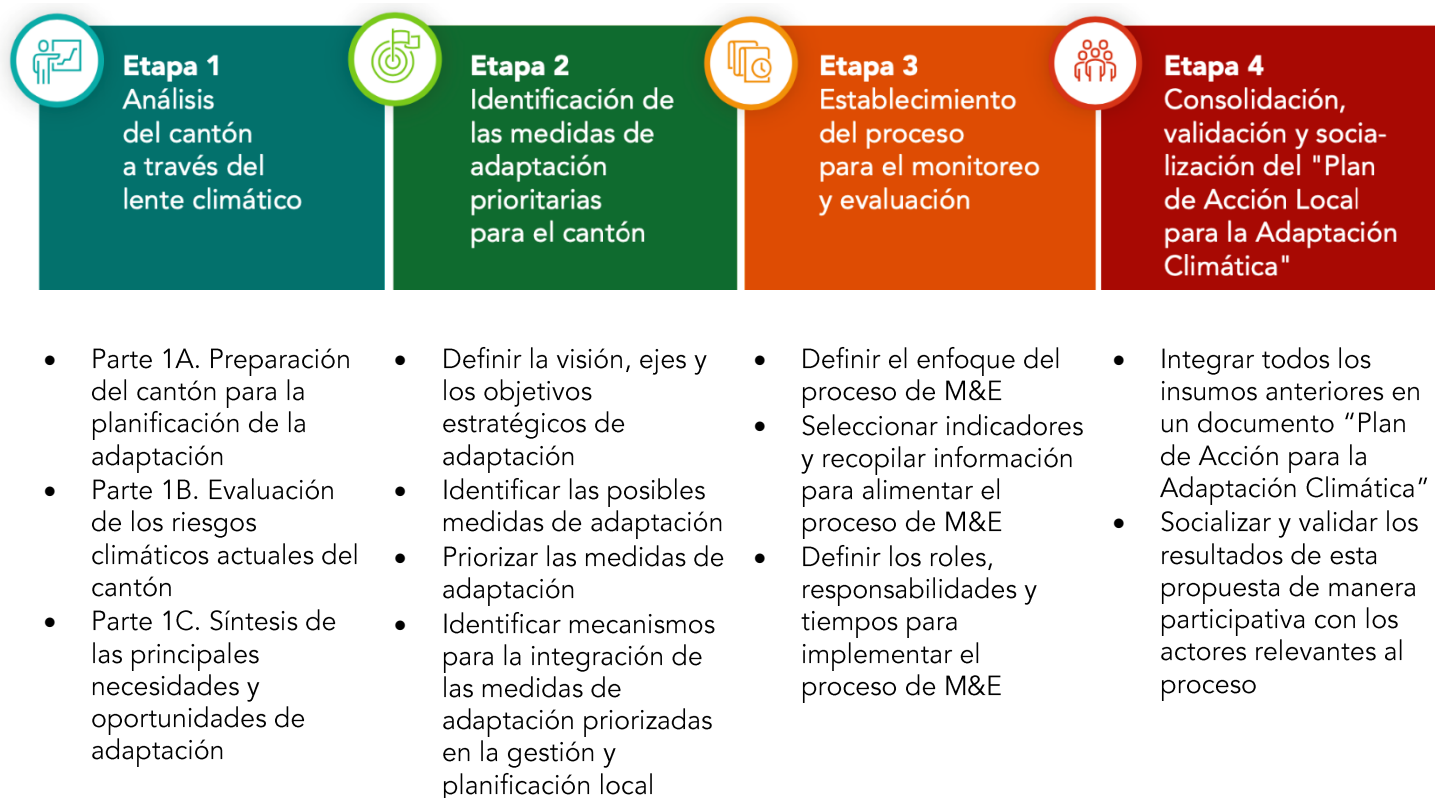 Etapa 1
Análisis
del cantón
a través del
lente climático
Etapa 2
Identificación de
las medidas de
adaptación
prioritarias
para el cantón
Etapa 3
Establecimiento
del proceso
para el monitoreo
y evaluación
Etapa 4
Consolidación,
validación y socia-
lización del "Plan
de Acción Local
para la Adaptación
Climática"
• Parte 1A. Preparación
del cantón para la
planificación de la
adaptación
• Parte 1B. Evaluación
de los riesgos
climáticos actuales del
cantón
• Parte 1C. Síntesis de
las principales
necesidades y
oportunidades de
adaptación
• Definir la visión, ejes y
los objetivos
estratégicos de
adaptación
• Identificar las posibles
medidas de adaptación
• Priorizar las medidas de
adaptación
• Identificar mecanismos
para la integración de
las medidas de
adaptación priorizadas
en la gestión y
planificación local
• Definir el enfoque del
proceso de M&E
• Seleccionar indicadores
y recopilar información
para alimentar el
proceso de M&E
• Definir los roles,
responsabilidades y
tiempos para
implementar el
proceso de M&E
• Integrar todos los
insumos anteriores en
un documento “Plan
de Acción para la
Adaptación Climática”
• Socializar y validar los
resultados de esta
propuesta de manera
participativa con los
actores relevantes al
proceso